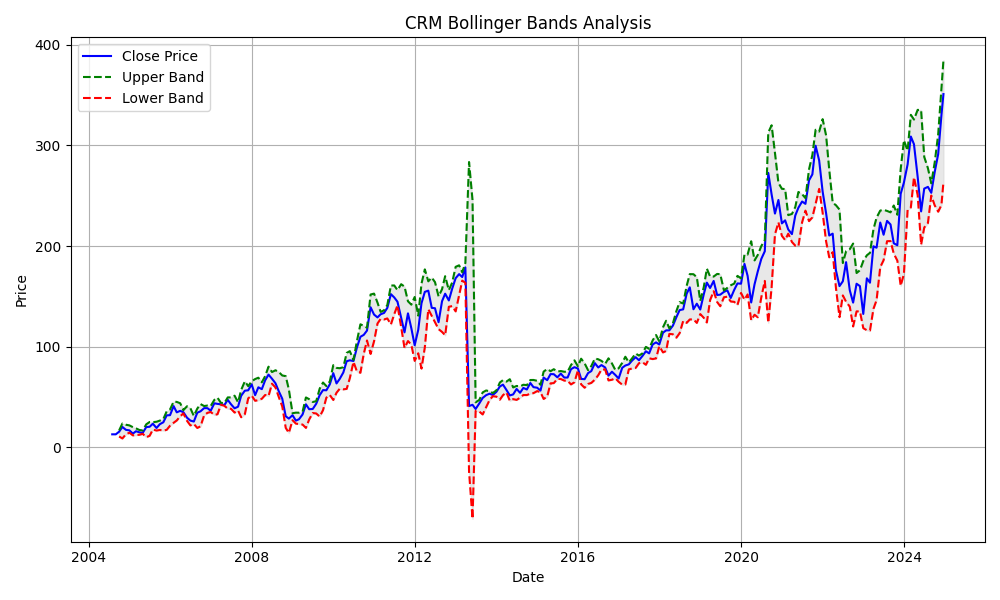 CRM Bollinger Bands Analysis
Close Price
Upper Band
Lower Band
Price
400
300
200
100
0
2004 2008 2012 2016 2020 2024
Date